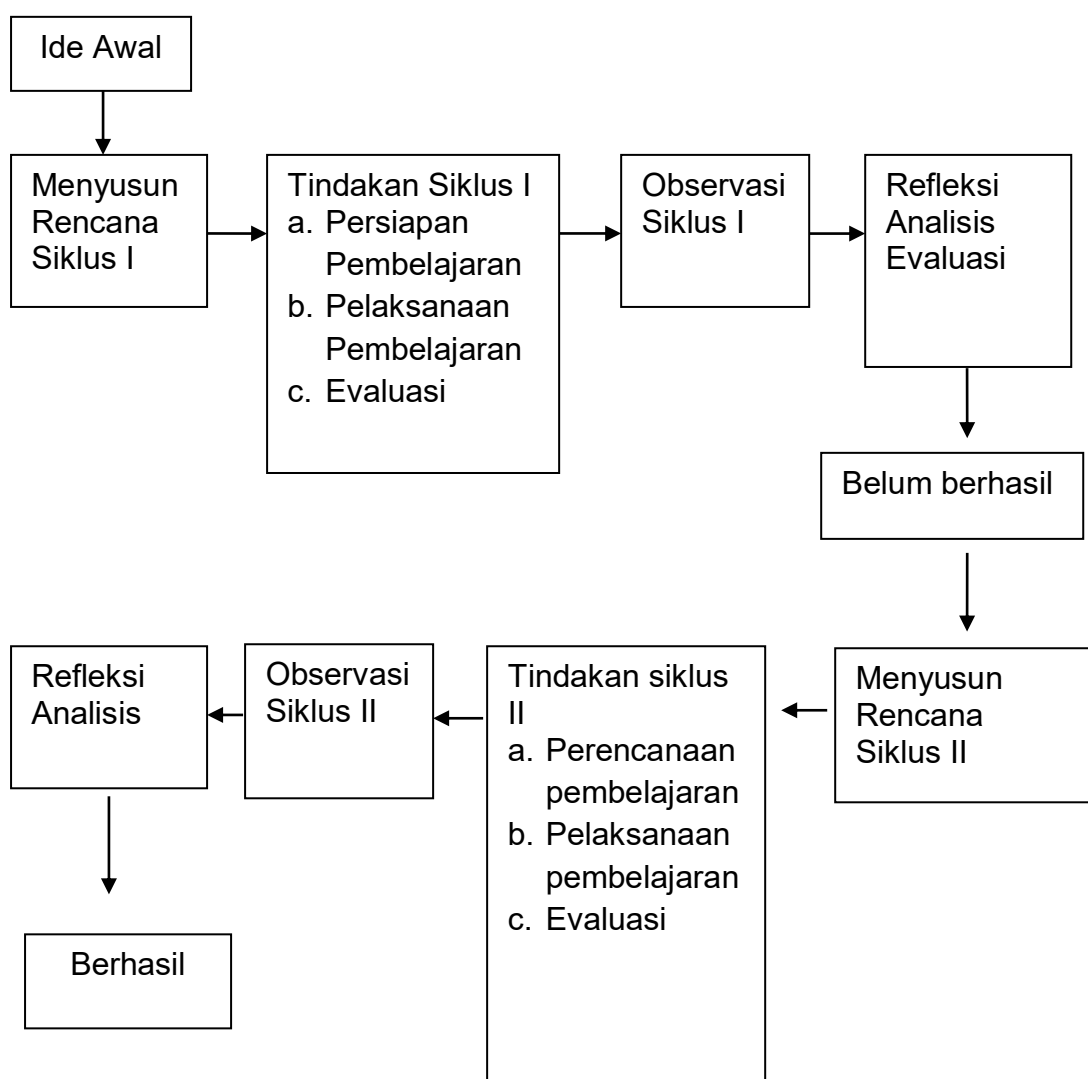 Ide Awal
Menyusun
Rencana
Siklus I
Tindakan Siklus I
a. Persiapan
Pembelajaran
b. Pelaksanaan
Pembelajaran
c. Evaluasi
Observasi
Siklus I
Refleksi
Analisis
Evaluasi
Belum berhasil
Menyusun
Rencana
Siklus II
Tindakan siklus
II
a. Perencanaan
pembelajaran
b. Pelaksanaan
pembelajaran
c. Evaluasi
Observasi
Siklus II
Refleksi
Analisis
Berhasil